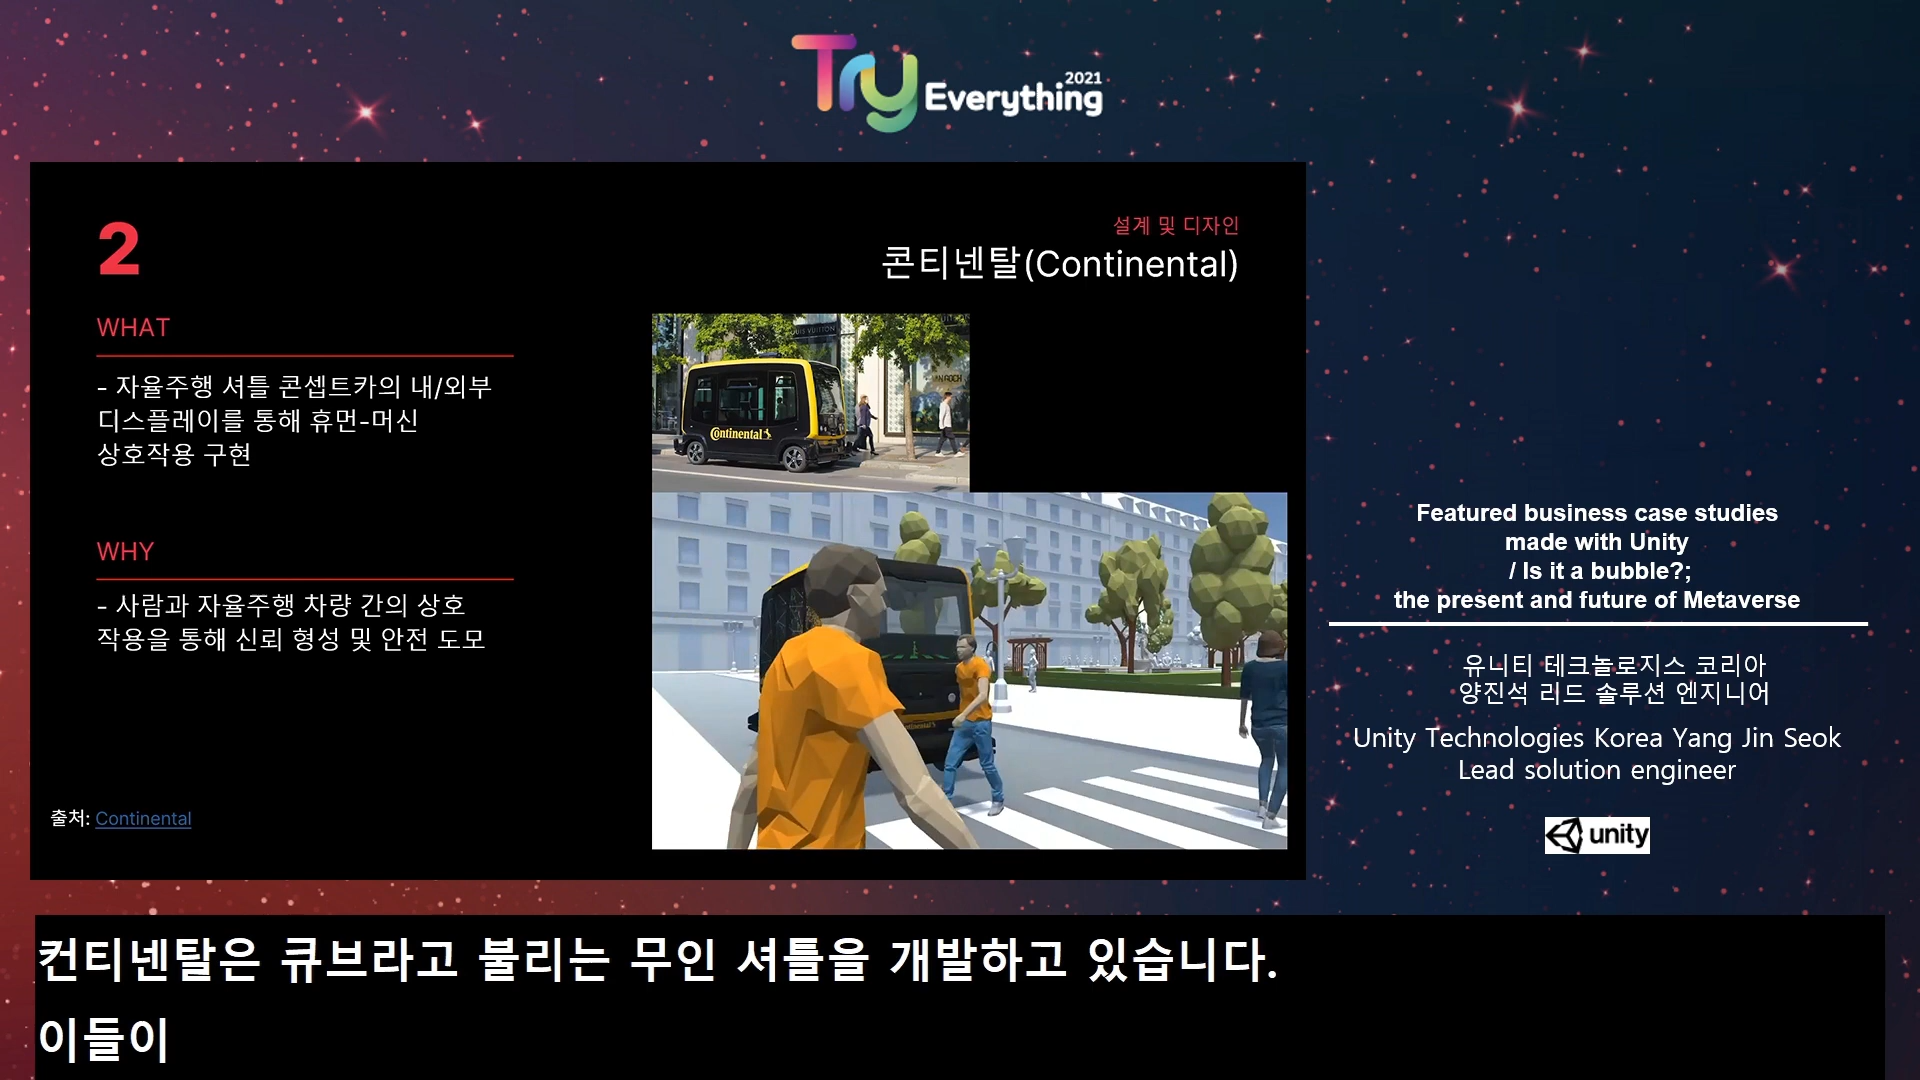 Try Everything 2021
2
설계 및 디자인
콘티넨탈(Continental)
WHAT
- 자율주행 셔틀 콘셉트카의 내/외부
디스플레이를 통해 휴먼-머신
상호작용 구현
WHY
- 사람과 자율주행 차량 간의 상호
작용을 통해 신뢰 형성 및 안전 도모
출처: Continental
Continental
Featured business case studies
made with Unity
/ Is it a bubble?;
the present and future of Metaverse
유니티 테크놀로지스 코리아
양진석 리드 솔루션 엔지니어
Unity Technologies Korea Yang Jin Seok
Lead solution engineer
unity
컨티넨탈은 큐브라고 불리는 무인 셔틀을 개발하고 있습니다.
이들이